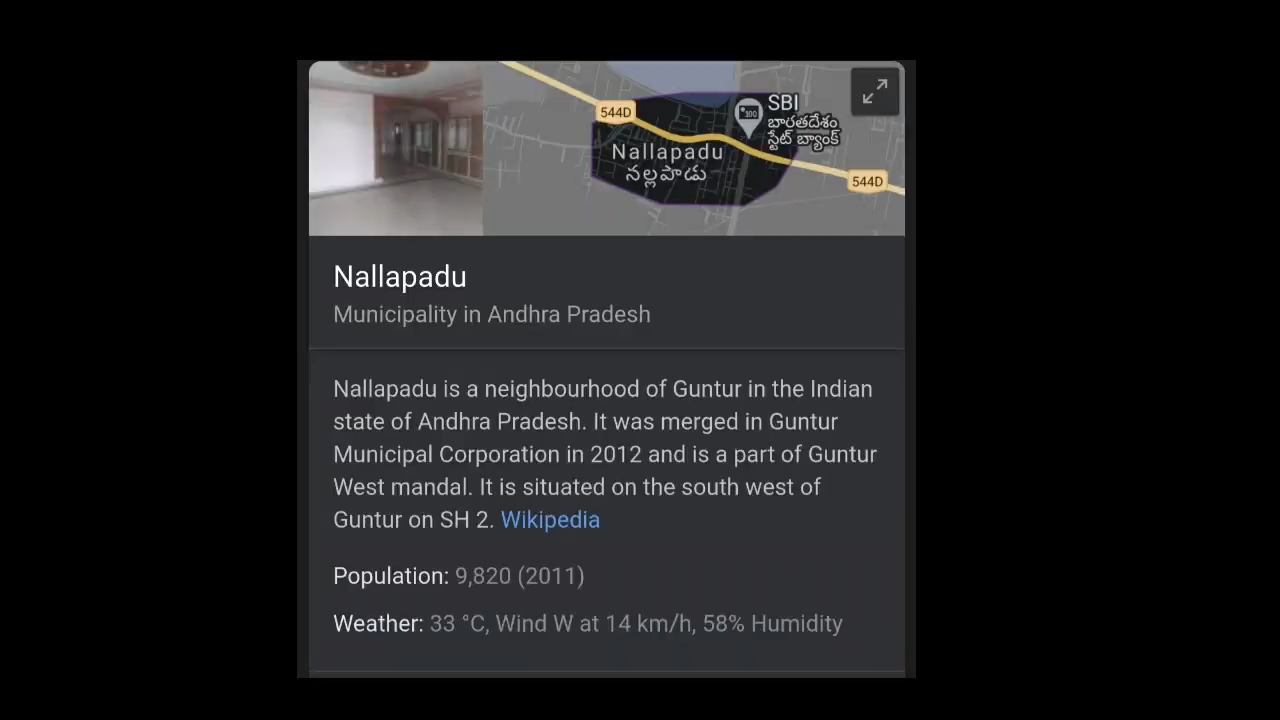 544D
SBI
భారతదేశం
స్టేట్ బ్యాంక్
100
Nallapadu
నల్లపాడు
544D
Nallapadu
Municipality in Andhra Pradesh
Nallapadu is a neighbourhood of Guntur in the Indian
state of Andhra Pradesh. It was merged in Guntur
Municipal Corporation in 2012 and is a part of Guntur
West mandal. It is situated on the south west of
Guntur on SH 2. Wikipedia
Population: 9,820 (2011)
Weather: 33 °C, Wind W at 14 km/h, 58% Humidity